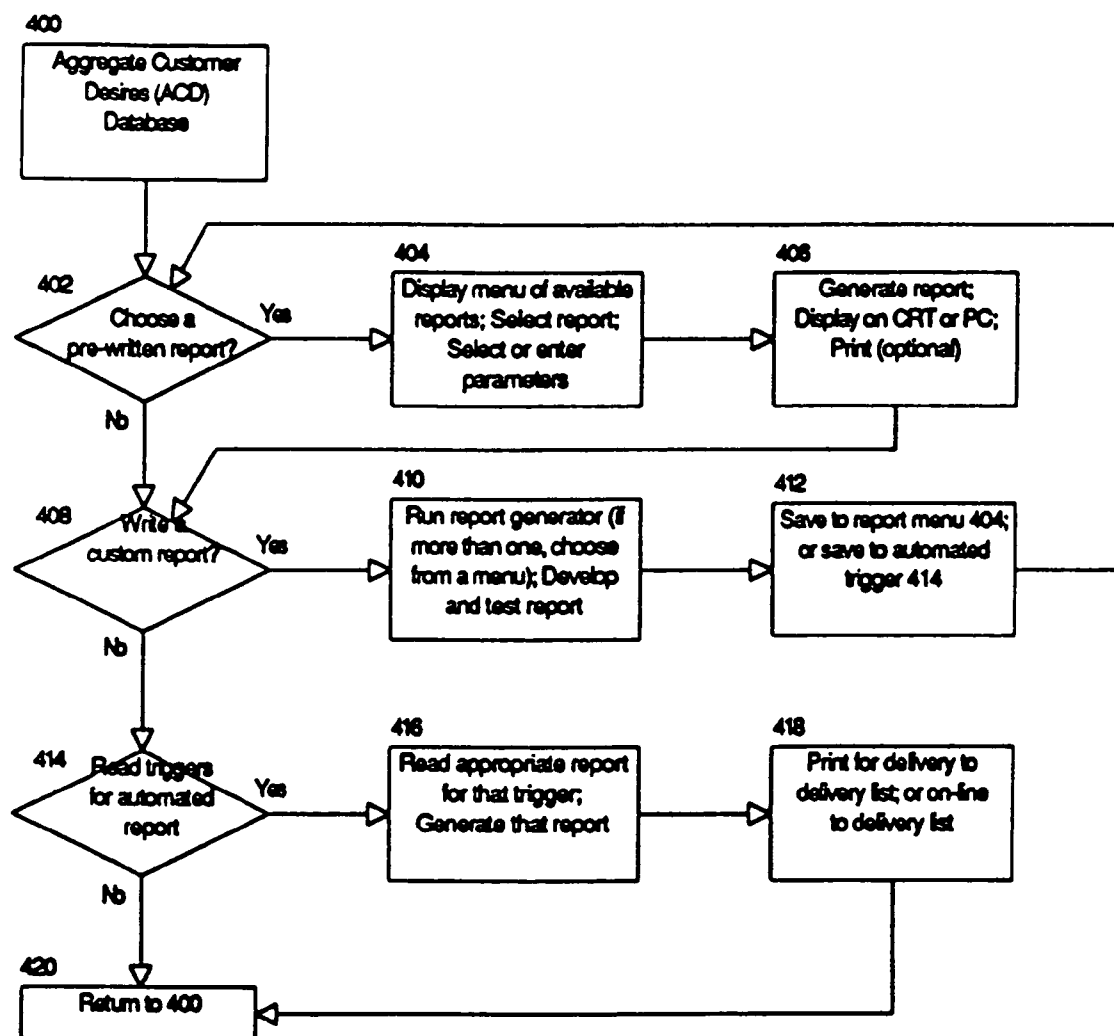 400
Aggregate Customer
Desires (ACD)
Database
402
Choose a
pre-written report?
Yes
No
404
Display menu of available
reports; Select report;
Select or enter
parameters
406
Generate report;
Display on CRT or PC;
Print (optional)
408
Write a
custom report?
Yes
No
410
Run report generator (if
more than one, choose
from a menu); Develop
and test report
412
Save to report menu 404;
or save to automated
trigger 414
414
Read triggers
for automated
report
Yes
No
416
Read appropriate report
for that trigger;
Generate that report
418
Print for delivery to
delivery list; or on-line
to delivery list
420
Return to 400